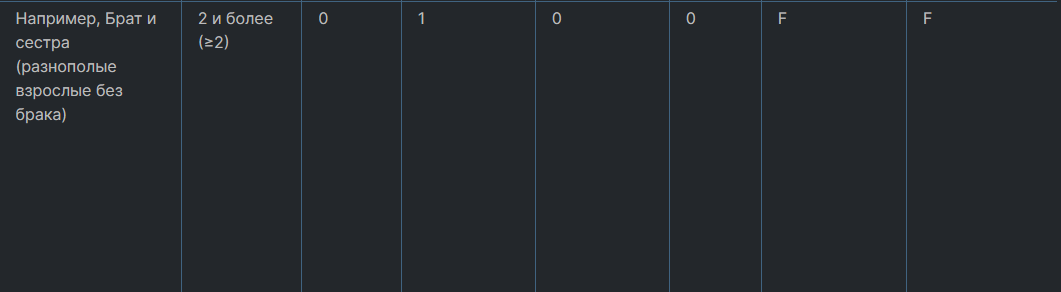 Например, Брат и
сестра
(разнополые
взрослые без
брака)
2 и более
(≥2)
0
1
0
0
F
F